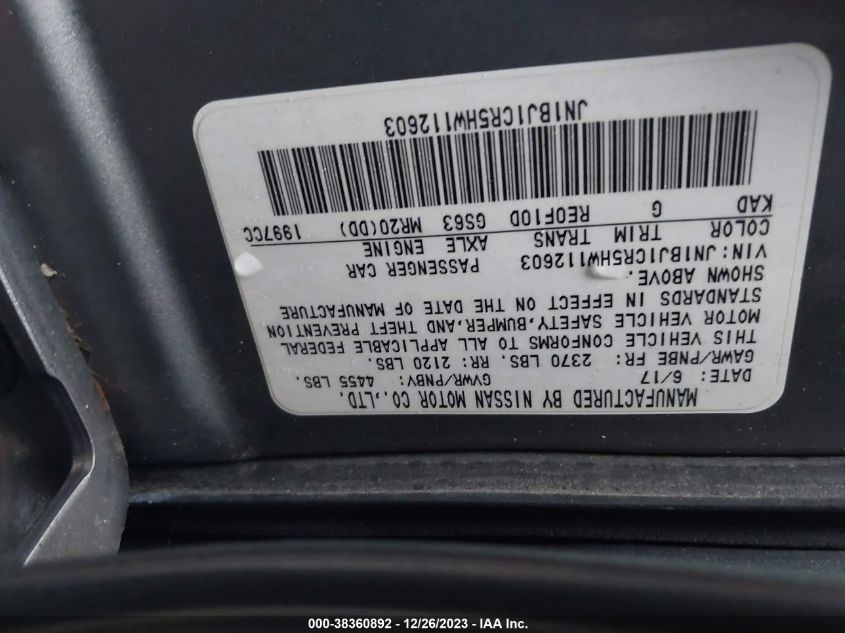 MANUFACTURED BY NISSAN MOTOR CO.,LTD.
DATE: 6/17 GVWR/PNBV: 4455 LBS.
GAWR/PNBE FR: 2370 LBS. RR: 2120 LBS.
THIS VEHICLE CONFORMS TO ALL APPLICABLE FEDERAL
MOTOR VEHICLE SAFETY,BUMPER,AND THEFT PREVENTION
STANDARDS IN EFFECT ON THE DATE OF MANUFACTURE
SHOWN ABOVE.
VIN:JN1BJ1CR5HW112603 PASSENGER CAR
COLOR TRIM TRANS AXLE ENGINE
KAD G RE0F10D GS63 MR20(DD) 1997CC
JN1BJ1CR5HW112603
000-38360892 - 12/26/2023 - IAA Inc.